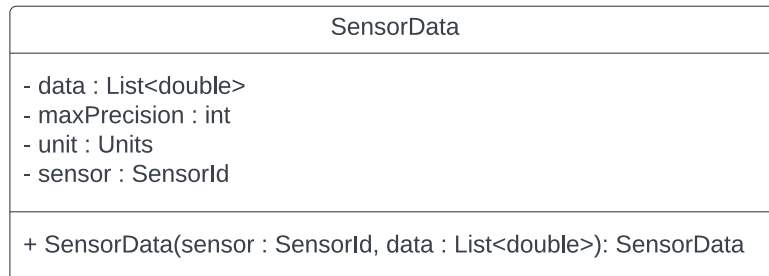 SensorData
- data : List<double>
- maxPrecision : int
- unit : Units
- sensor : SensorId
+ SensorData(sensor : SensorId, data : List<double>): SensorData